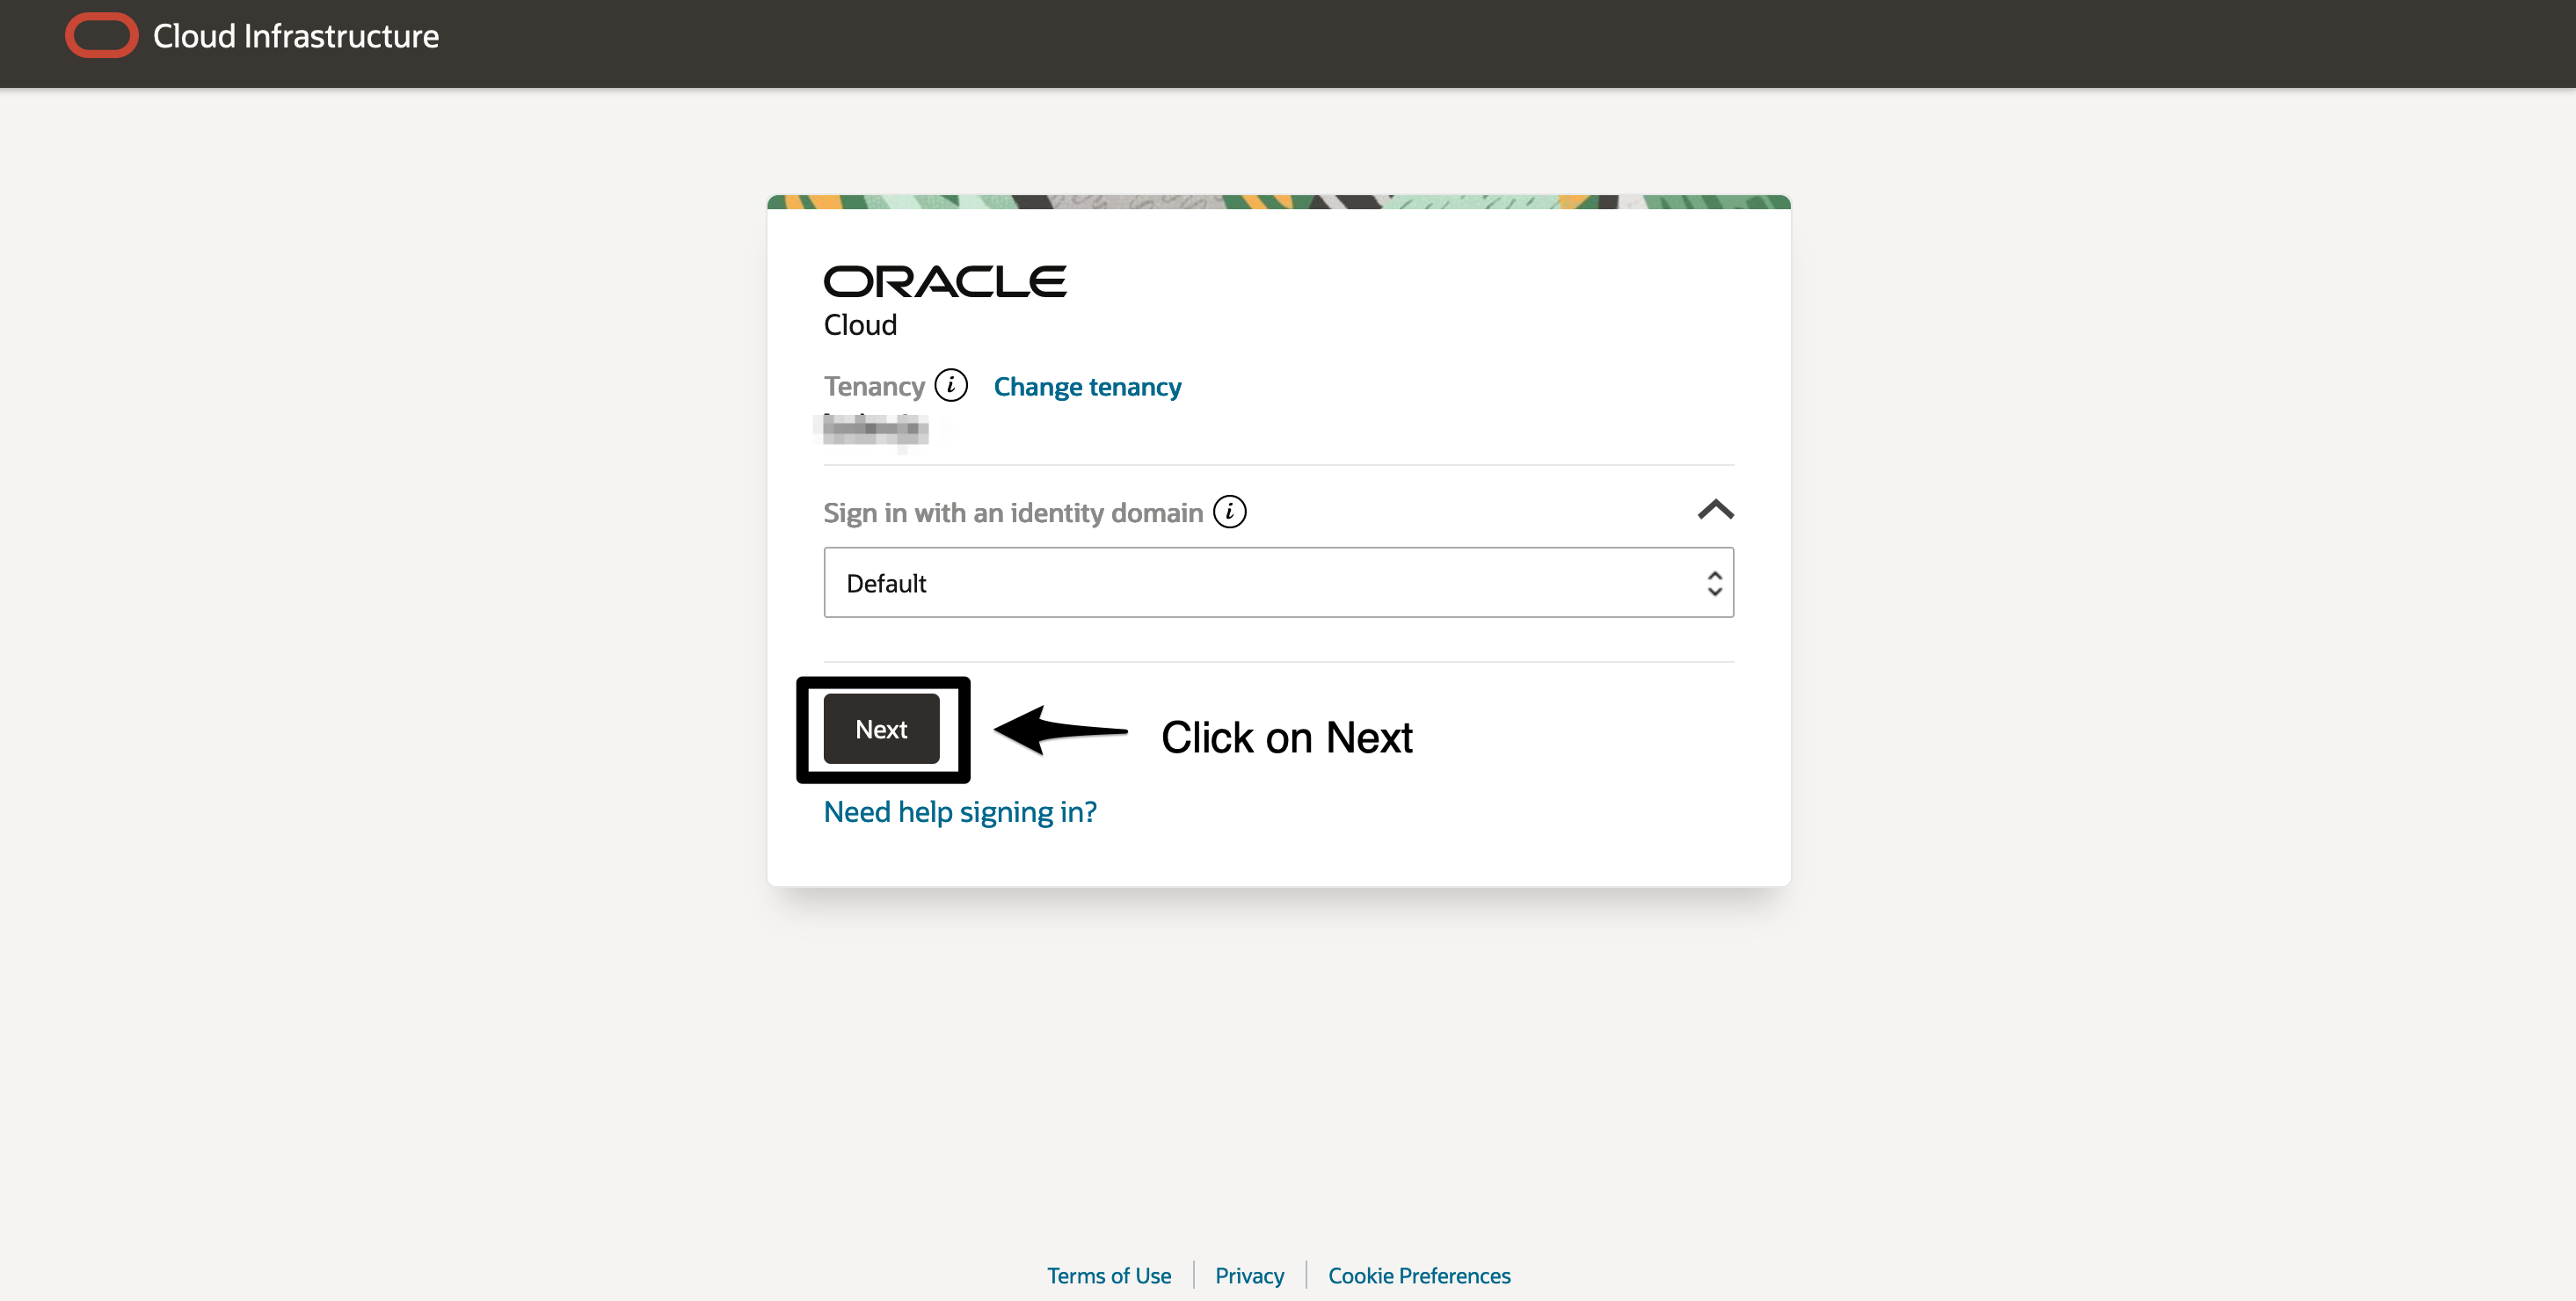 Cloud Infrastructure
ORACLE
Cloud
Tenancy i Change tenancy
Sign in with an identity domain i
Default
Next
Click on Next
Need help signing in?
Terms of Use | Privacy | Cookie Preferences